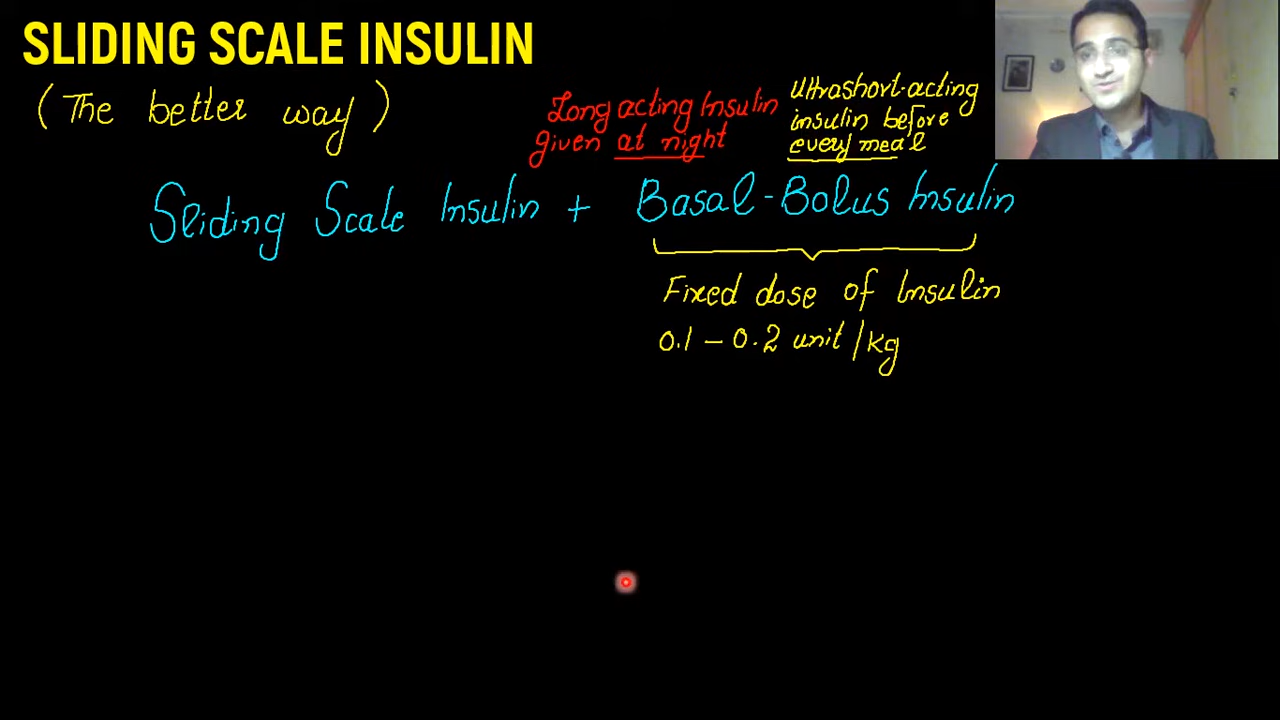 SLIDING SCALE INSULIN
(The better way)
Long acting Insulin
given at night
Ultrashort-acting
insulin before
every meal
Sliding Scale Insulin + Basal-Bolus Insulin
Fixed dose of Insulin
0.1 – 0.2 unit/kg